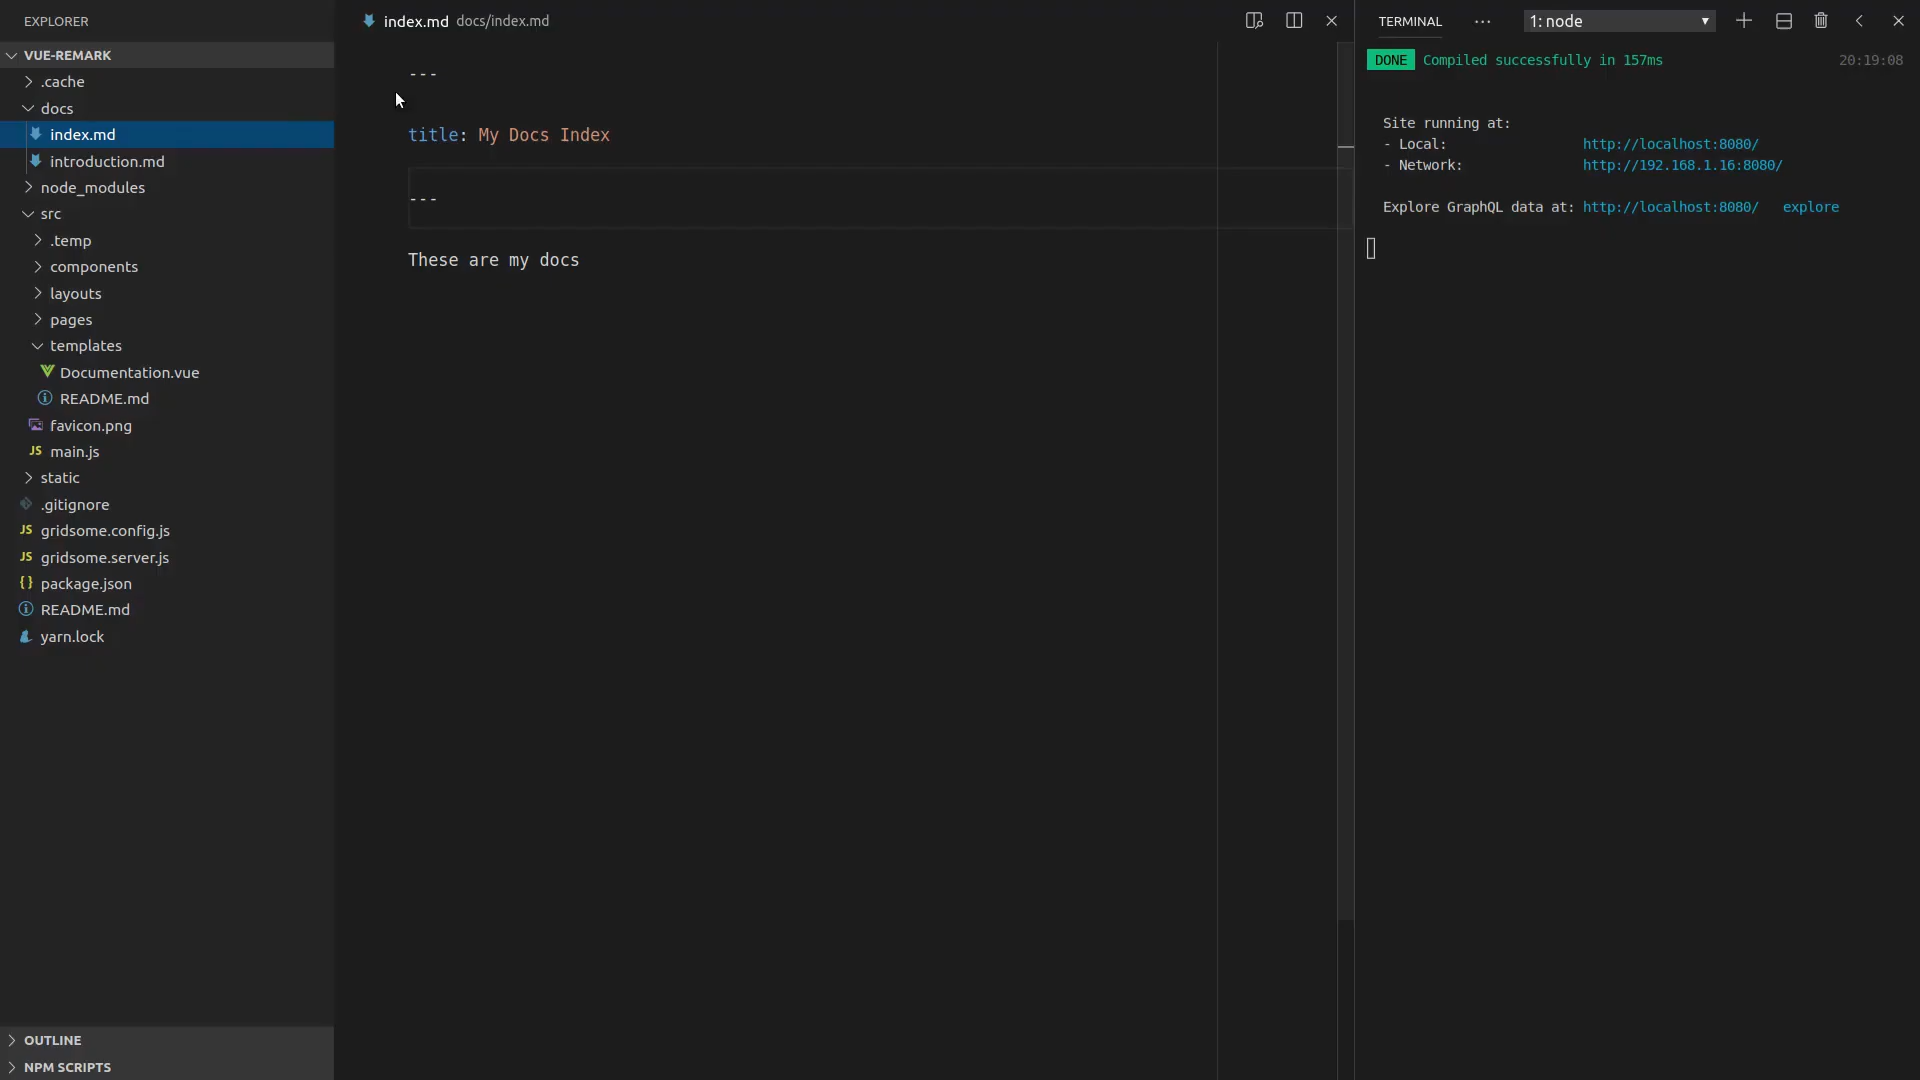 EXPLORER
VUE-REMARK
.cache
docs
index.md
introduction.md
node_modules
src
.temp
components
layouts
pages
templates
Documentation.vue
README.md
favicon.png
JS main.js
static
.gitignore
JS gridsome.config.js
JS gridsome.server.js
{} package.json
README.md
yarn.lock
OUTLINE
NPM SCRIPTS
index.md docs/index.md
---
title: My Docs Index
---
These are my docs
TERMINAL ··· 1: node
DONE Compiled successfully in 157ms 20:19:08
Site running at:
- Local: http://localhost:8080/
- Network: http://192.168.1.16:8080/
Explore GraphQL data at: http://localhost:8080/ explore